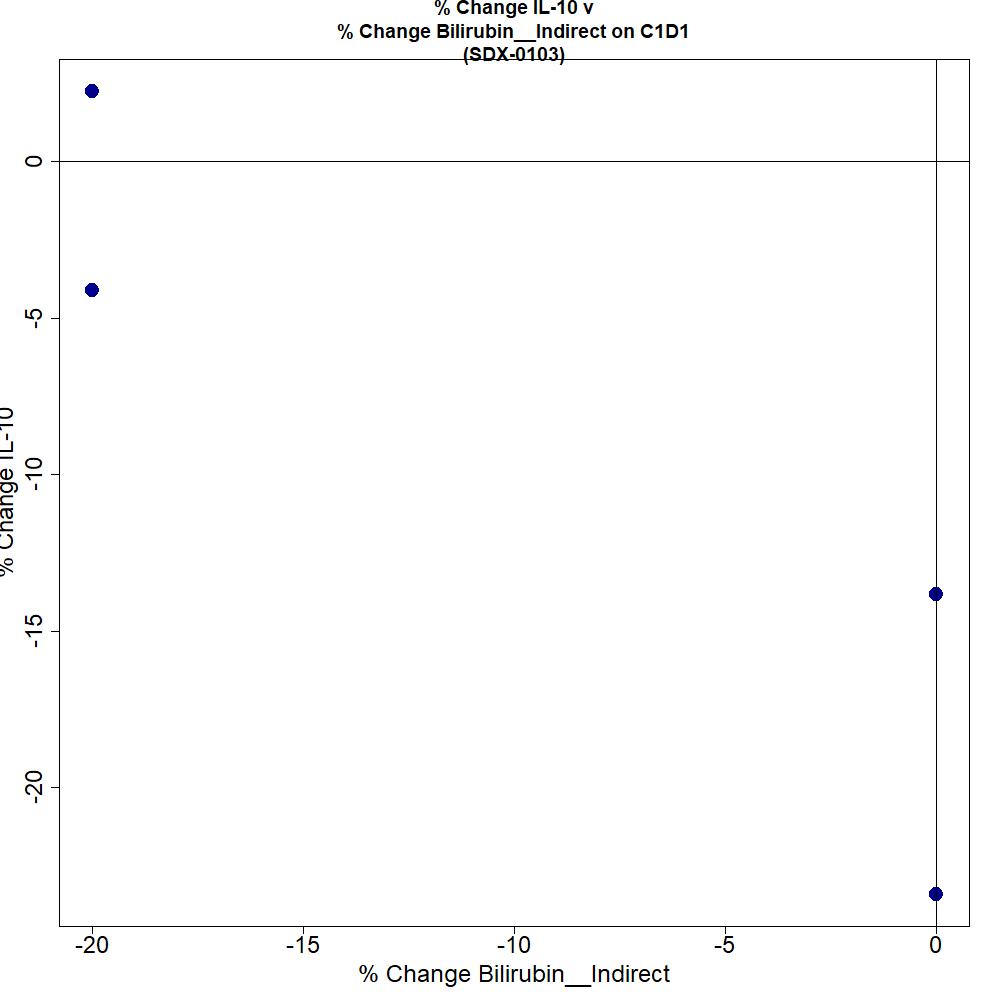 % Change IL-10 v
% Change Bilirubin__Indirect on C1D1
(SDX-0103)
% Change IL-10
0
-5
-10
-15
-20
-20
-15
-10
-5
0
% Change Bilirubin__Indirect